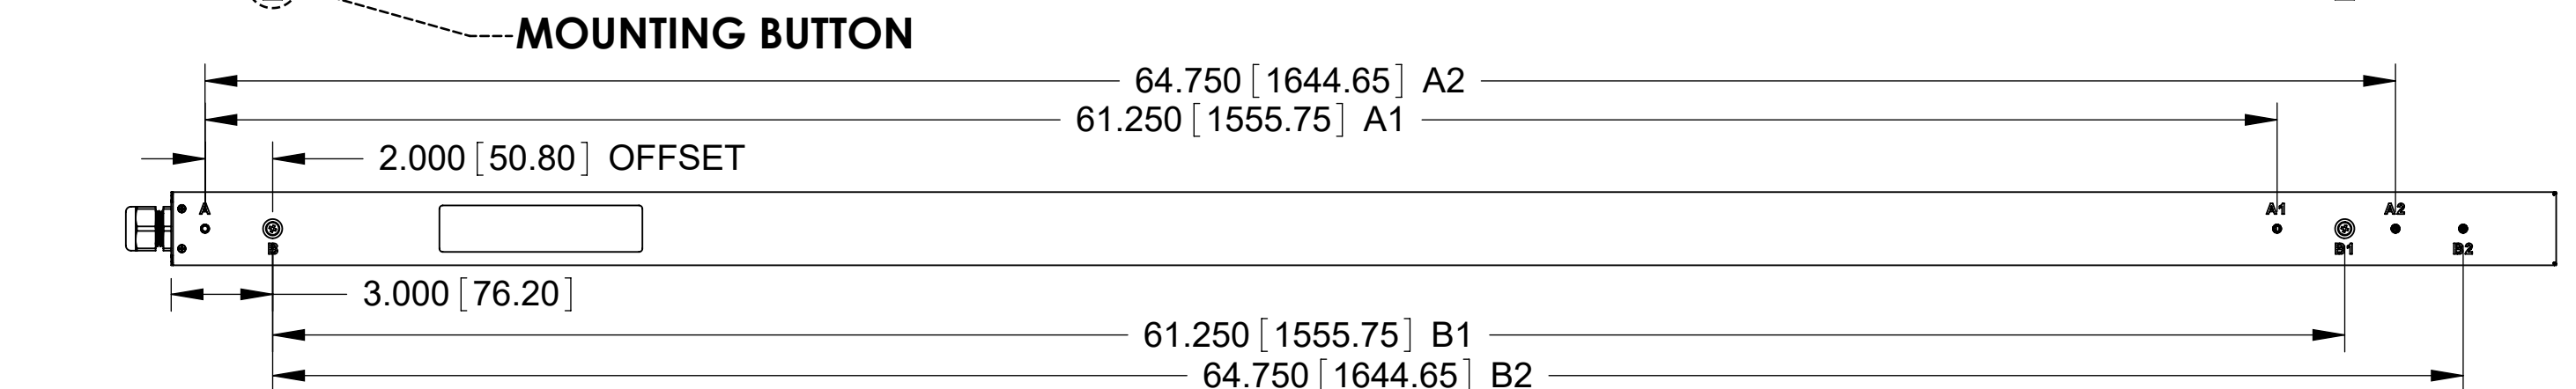 MOUNTING BUTTON
64.750 [1644.65] A2
61.250 [1555.75] A1
2.000 [50.80] OFFSET
A
A1
A2
B
B1
B2
3.000 [76.20]
61.250 [1555.75] B1
64.750 [1644.65] B2